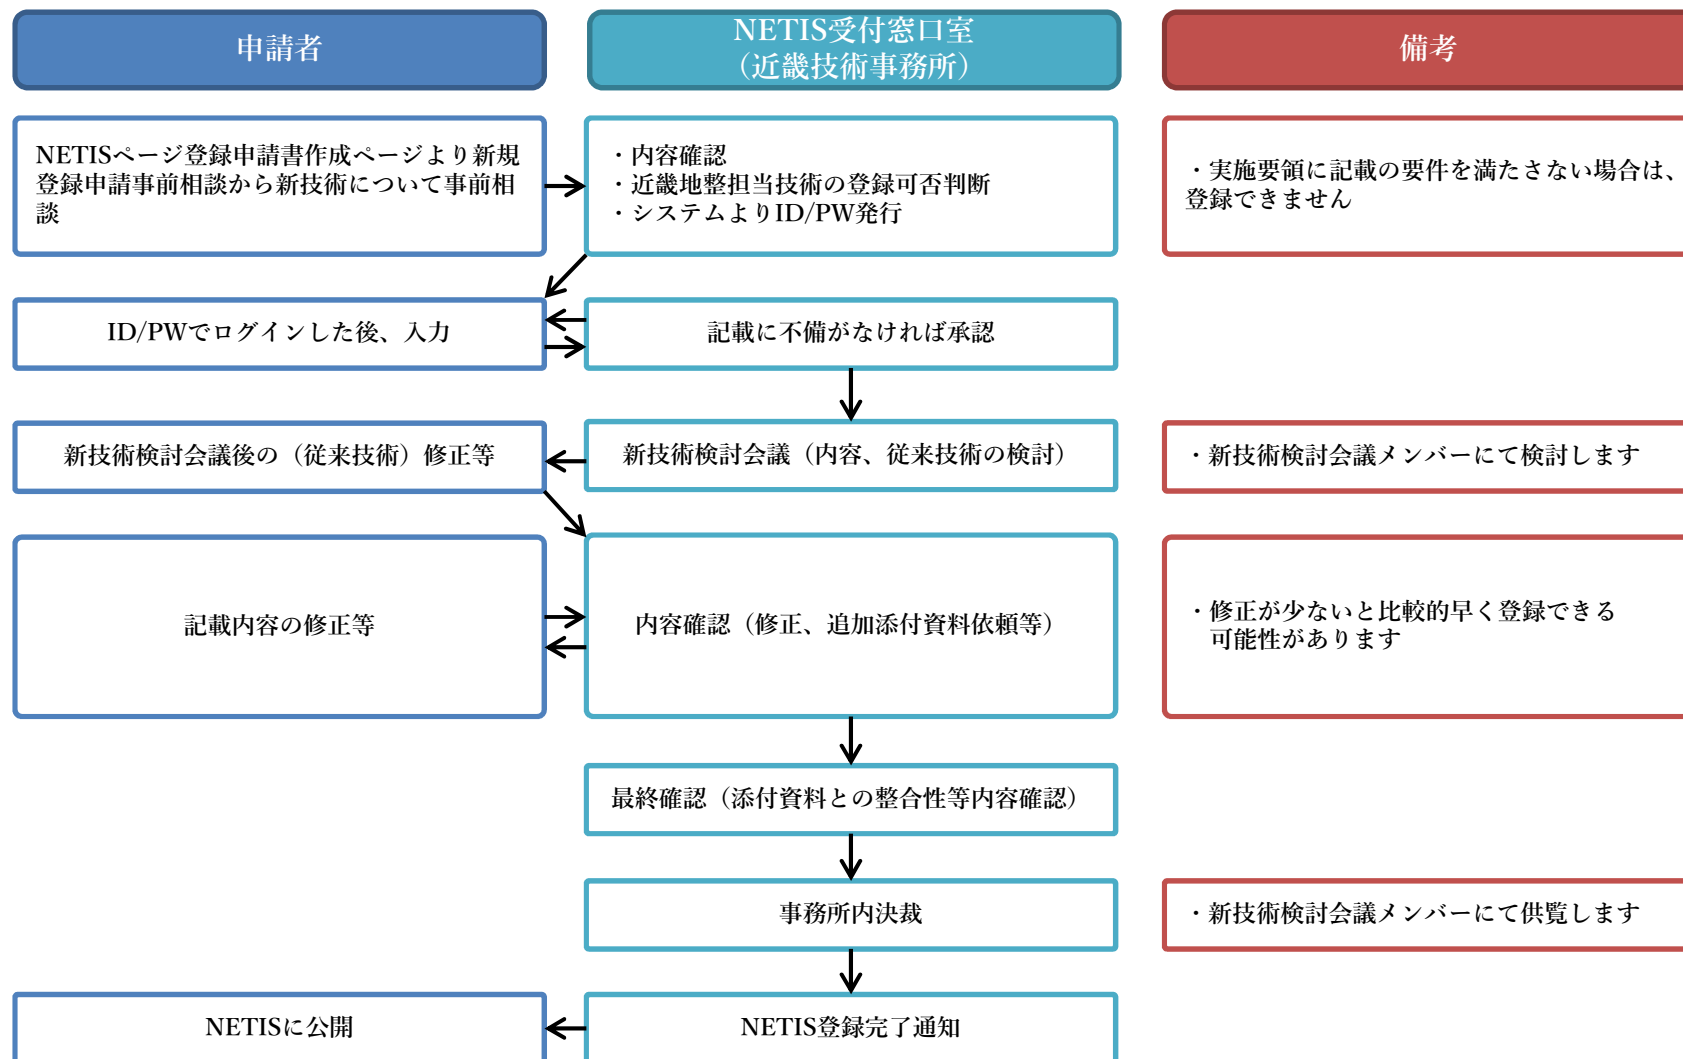 申請者
NETIS受付窓口室
（近畿技術事務所）
備考
NETISページ登録申請書作成ページより新規
登録申請事前相談から新技術について事前相
談
・内容確認
・近畿地整担当技術の登録可否判断
・システムよりID/PW発行
・実施要領に記載の要件を満たさない場合は、
登録できません
ID/PWでログインした後、入力
記載に不備がなければ承認
新技術検討会議後の（従来技術）修正等
新技術検討会議（内容、従来技術の検討）
・新技術検討会議メンバーにて検討します
記載内容の修正等
内容確認（修正、追加添付資料依頼等）
・修正が少ないと比較的早く登録できる
可能性があります
最終確認（添付資料との整合性等内容確認）
事務所内決裁
・新技術検討会議メンバーにて供覧します
NETISに公開
NETIS登録完了通知